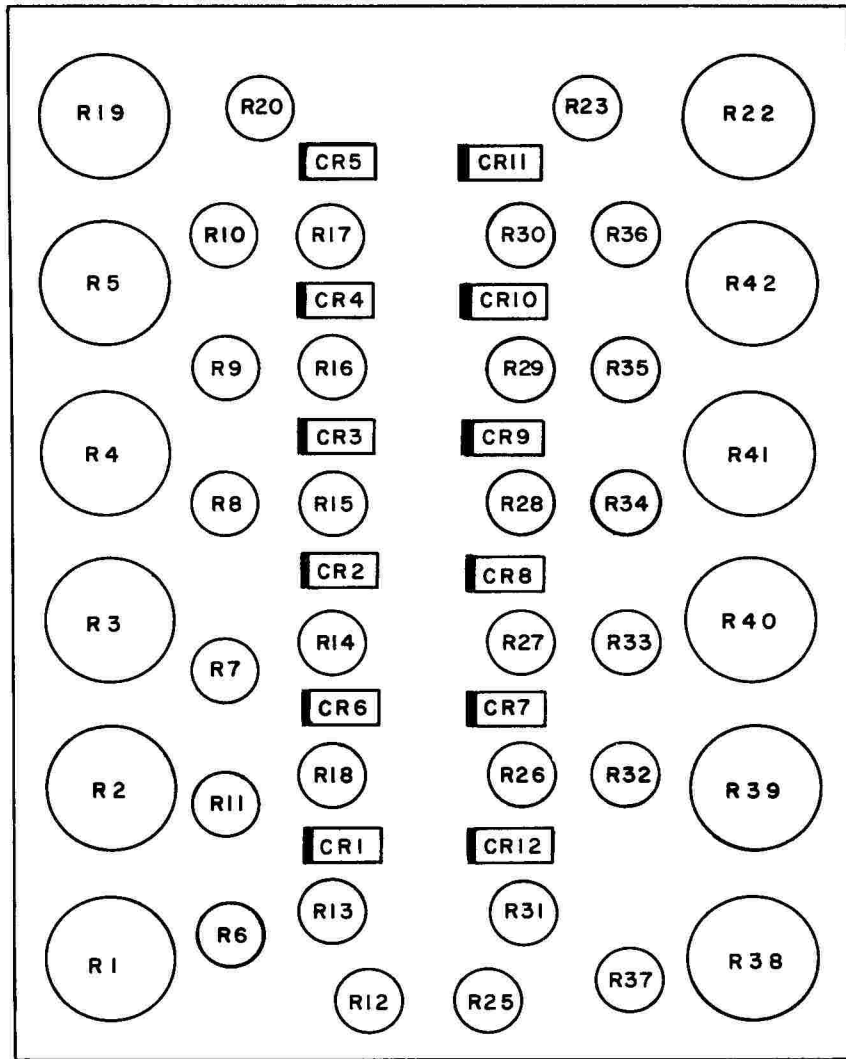 R20 R23
R19 R22
CR5 CR11
R10 R17 R30 R36
R5 R42
CR4 CR10
R9 R16 R29 R35
CR3 CR9
R4 R41
R8 R15 R28 R34
CR2 CR8
R3 R40
R14 R27 R33
R7
CR6 CR7
R18 R26 R32
R2 R39
R11
CR1 CR12
R13 R31
R6
R1 R38
R37
R12 R25